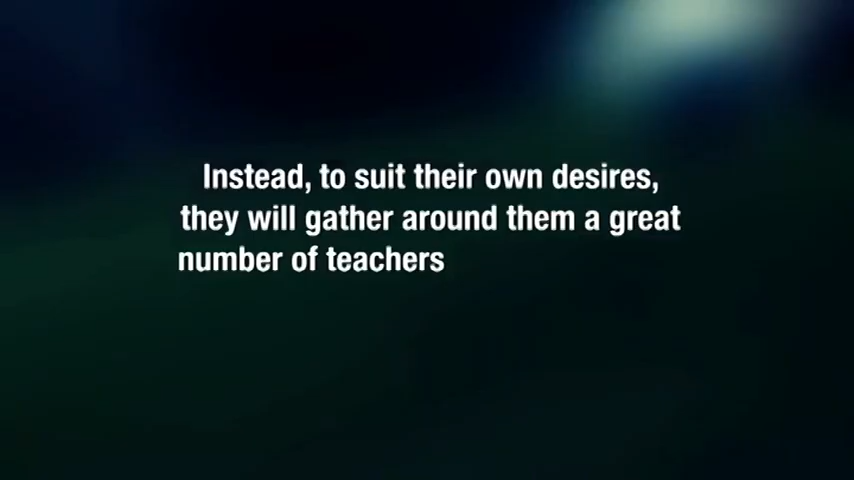 Instead, to suit their own desires,
they will gather around them a great
number of teachers